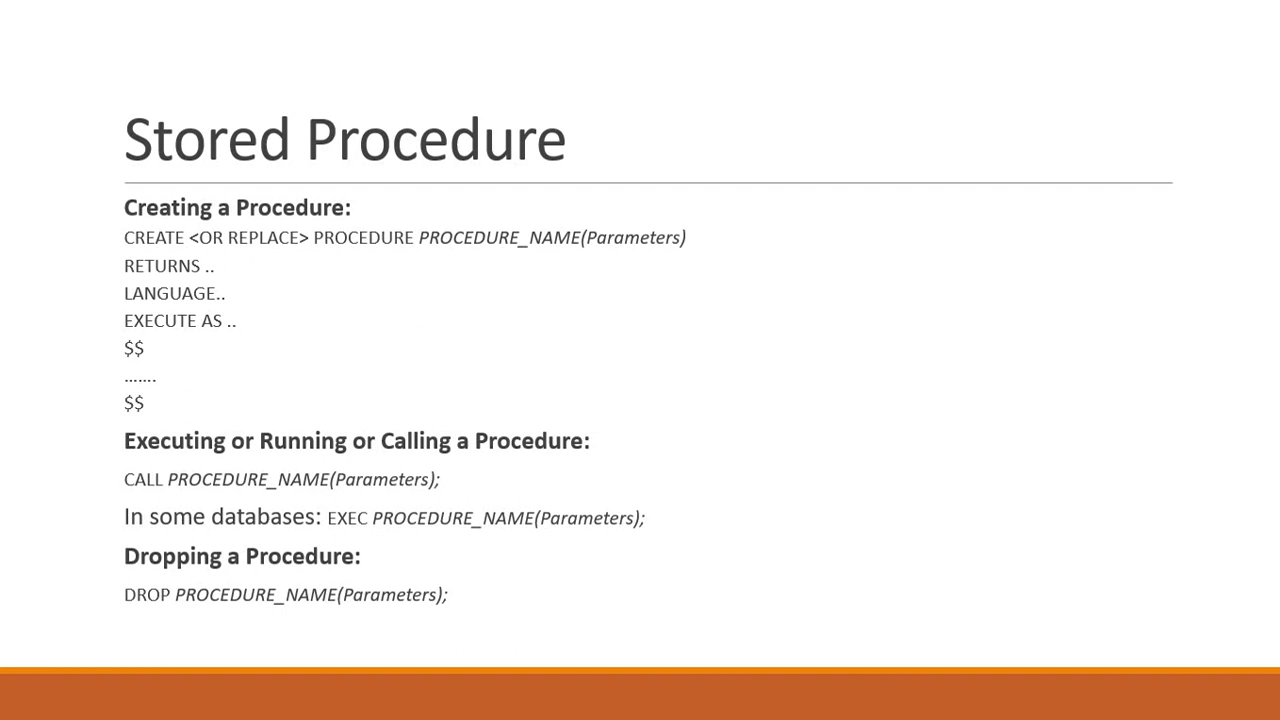 Stored Procedure
Creating a Procedure:
CREATE <OR REPLACE> PROCEDURE PROCEDURE_NAME(Parameters)
RETURNS ..
LANGUAGE..
EXECUTE AS ..
$$
.......
$$
Executing or Running or Calling a Procedure:
CALL PROCEDURE_NAME(Parameters);
In some databases: EXEC PROCEDURE_NAME(Parameters);
Dropping a Procedure:
DROP PROCEDURE_NAME(Parameters);